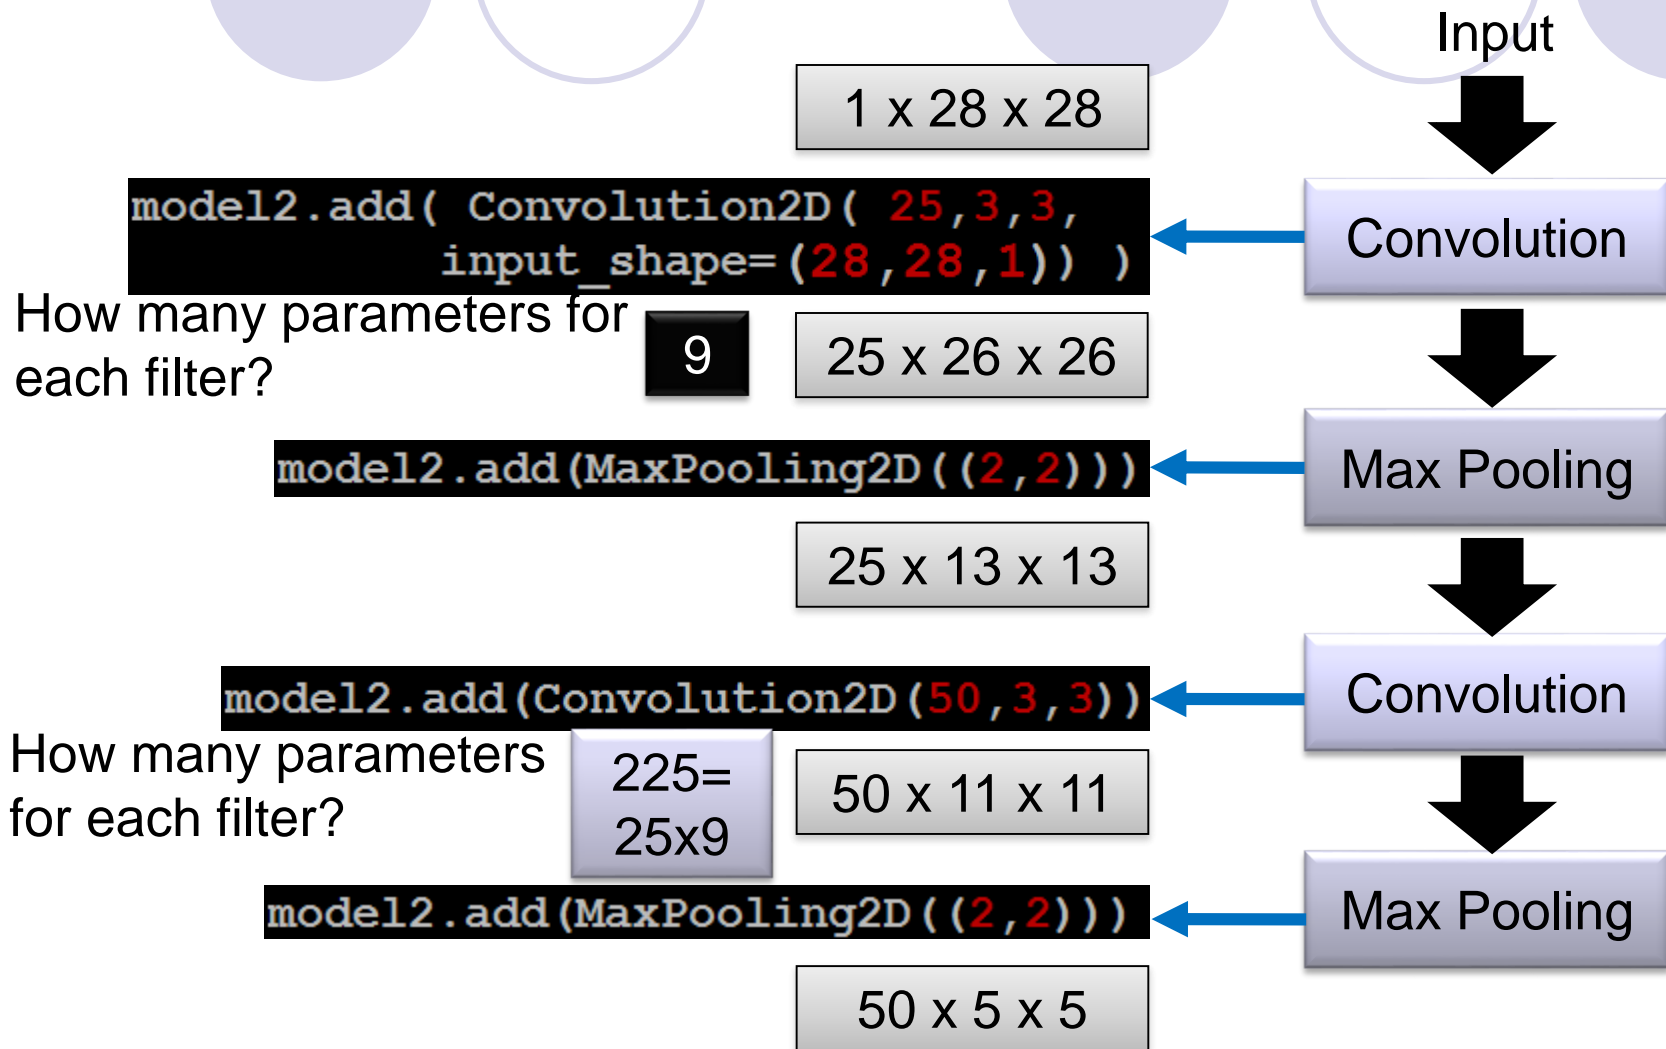 Input
1 x 28 x 28
model2.add( Convolution2D( 25,3,3,
input_shape=(28,28,1)) )
Convolution
How many parameters for
each filter?
9
25 x 26 x 26
model2.add(MaxPooling2D((2,2)))
Max Pooling
25 x 13 x 13
model2.add(Convolution2D(50,3,3))
Convolution
How many parameters
for each filter?
225=
25x9
50 x 11 x 11
model2.add(MaxPooling2D((2,2)))
Max Pooling
50 x 5 x 5